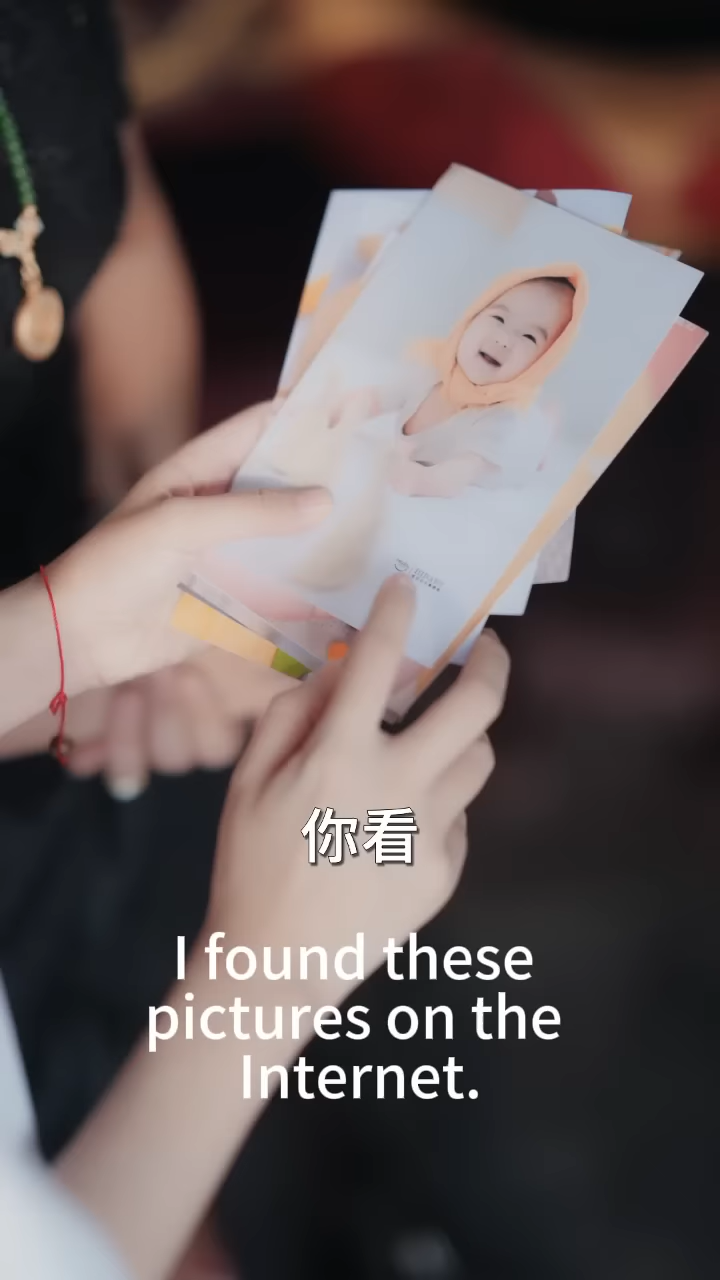 你看
I found these
pictures on the
Internet.